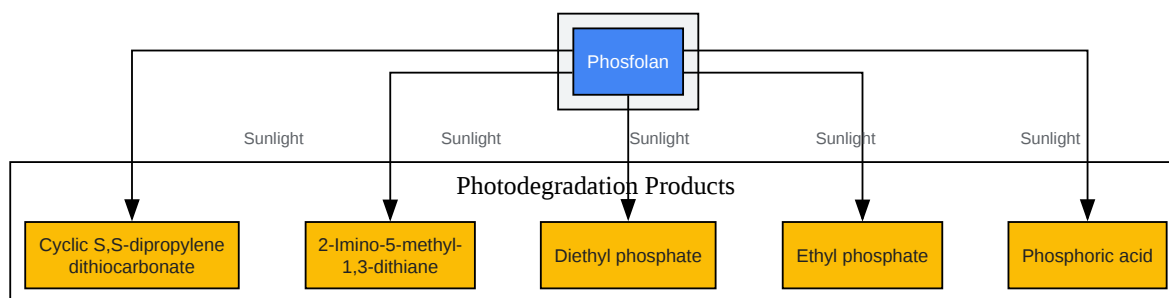 Phosfolan
Sunlight
Sunlight
Sunlight
Sunlight
Sunlight
Photodegradation Products
Cyclic S,S-dipropylene
dithiocarbonate
2-Imino-5-methyl-
1,3-dithiane
Diethyl phosphate
Ethyl phosphate
Phosphoric acid